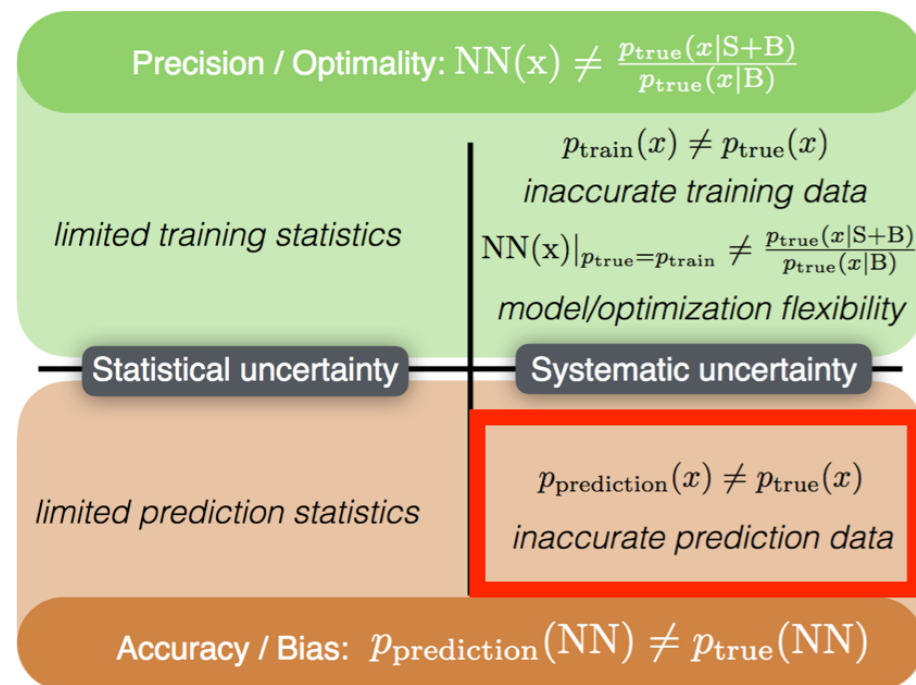 Precision / Optimality: NN(x) ≠ p_true(x|S+B) / p_true(x|B)
p_train(x) ≠ p_true(x)
inaccurate training data
limited training statistics
NN(x)|_{p_true=p_train} ≠ p_true(x|S+B) / p_true(x|B)
model/optimization flexibility
Statistical uncertainty
Systematic uncertainty
p_prediction(x) ≠ p_true(x)
limited prediction statistics
inaccurate prediction data
Accuracy / Bias: p_prediction(NN) ≠ p_true(NN)